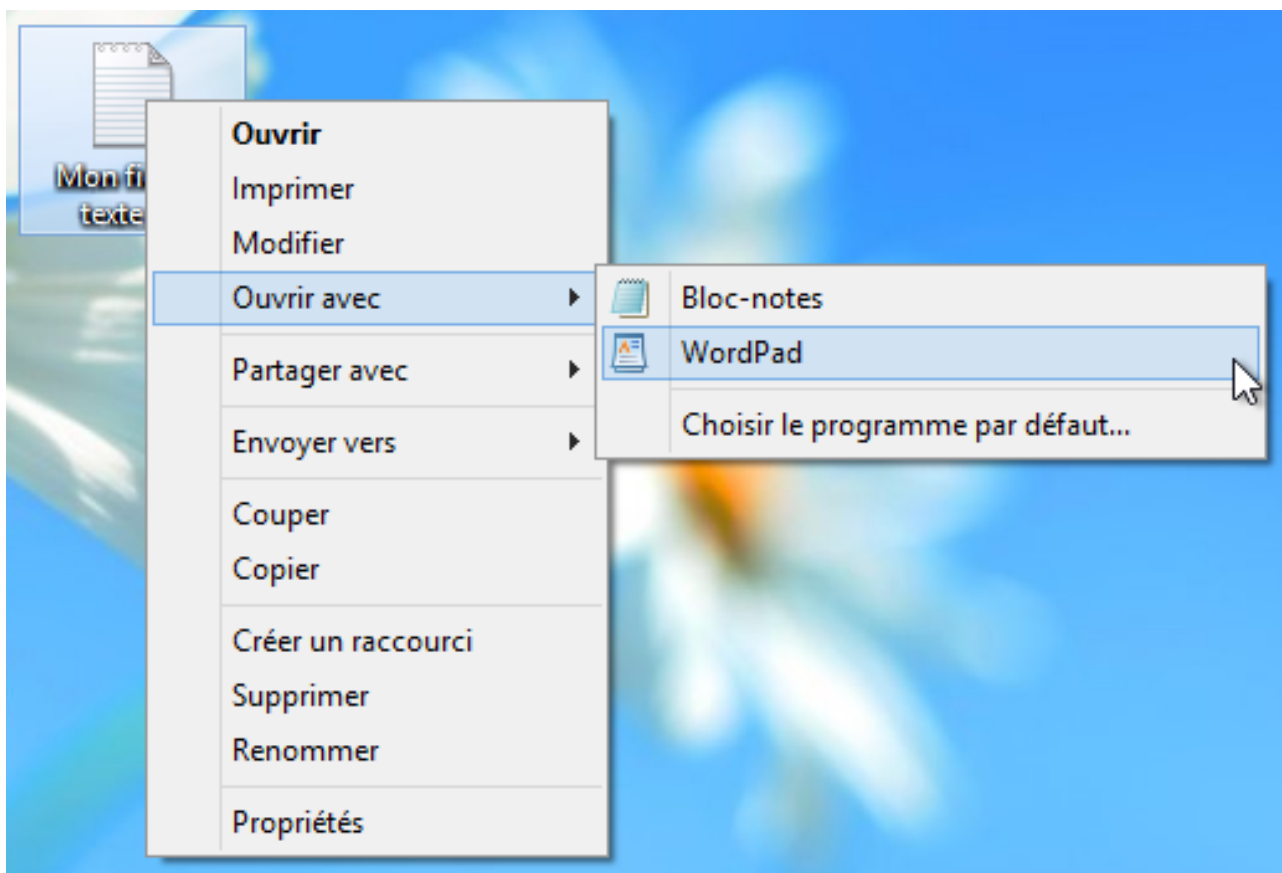 Mon
texte
Ouvrir
Imprimer
Modifier
Ouvrir avec
Partager avec
Envoyer vers
Couper
Copier
Créer un raccourci
Supprimer
Renommer
Propriétés
Bloc-notes
WordPad
Choisir le programme par défaut...